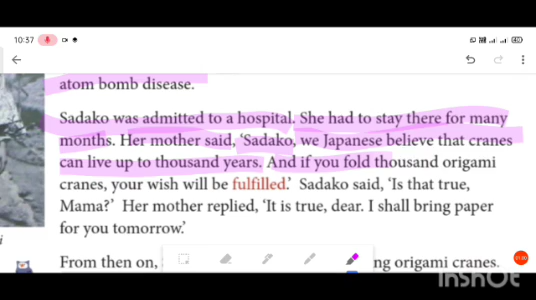 10:37
atom bomb disease.
Sadako was admitted to a hospital. She had to stay there for many
months. Her mother said, ‘Sadako, we Japanese believe that cranes
can live up to thousand years. And if you fold thousand origami
cranes, your wish will be fulfilled.’ Sadako said, ‘Is that true,
Mama?’ Her mother replied, ‘It is true, dear. I shall bring paper
for you tomorrow.’
From then on, ng origami cranes.
InShOt